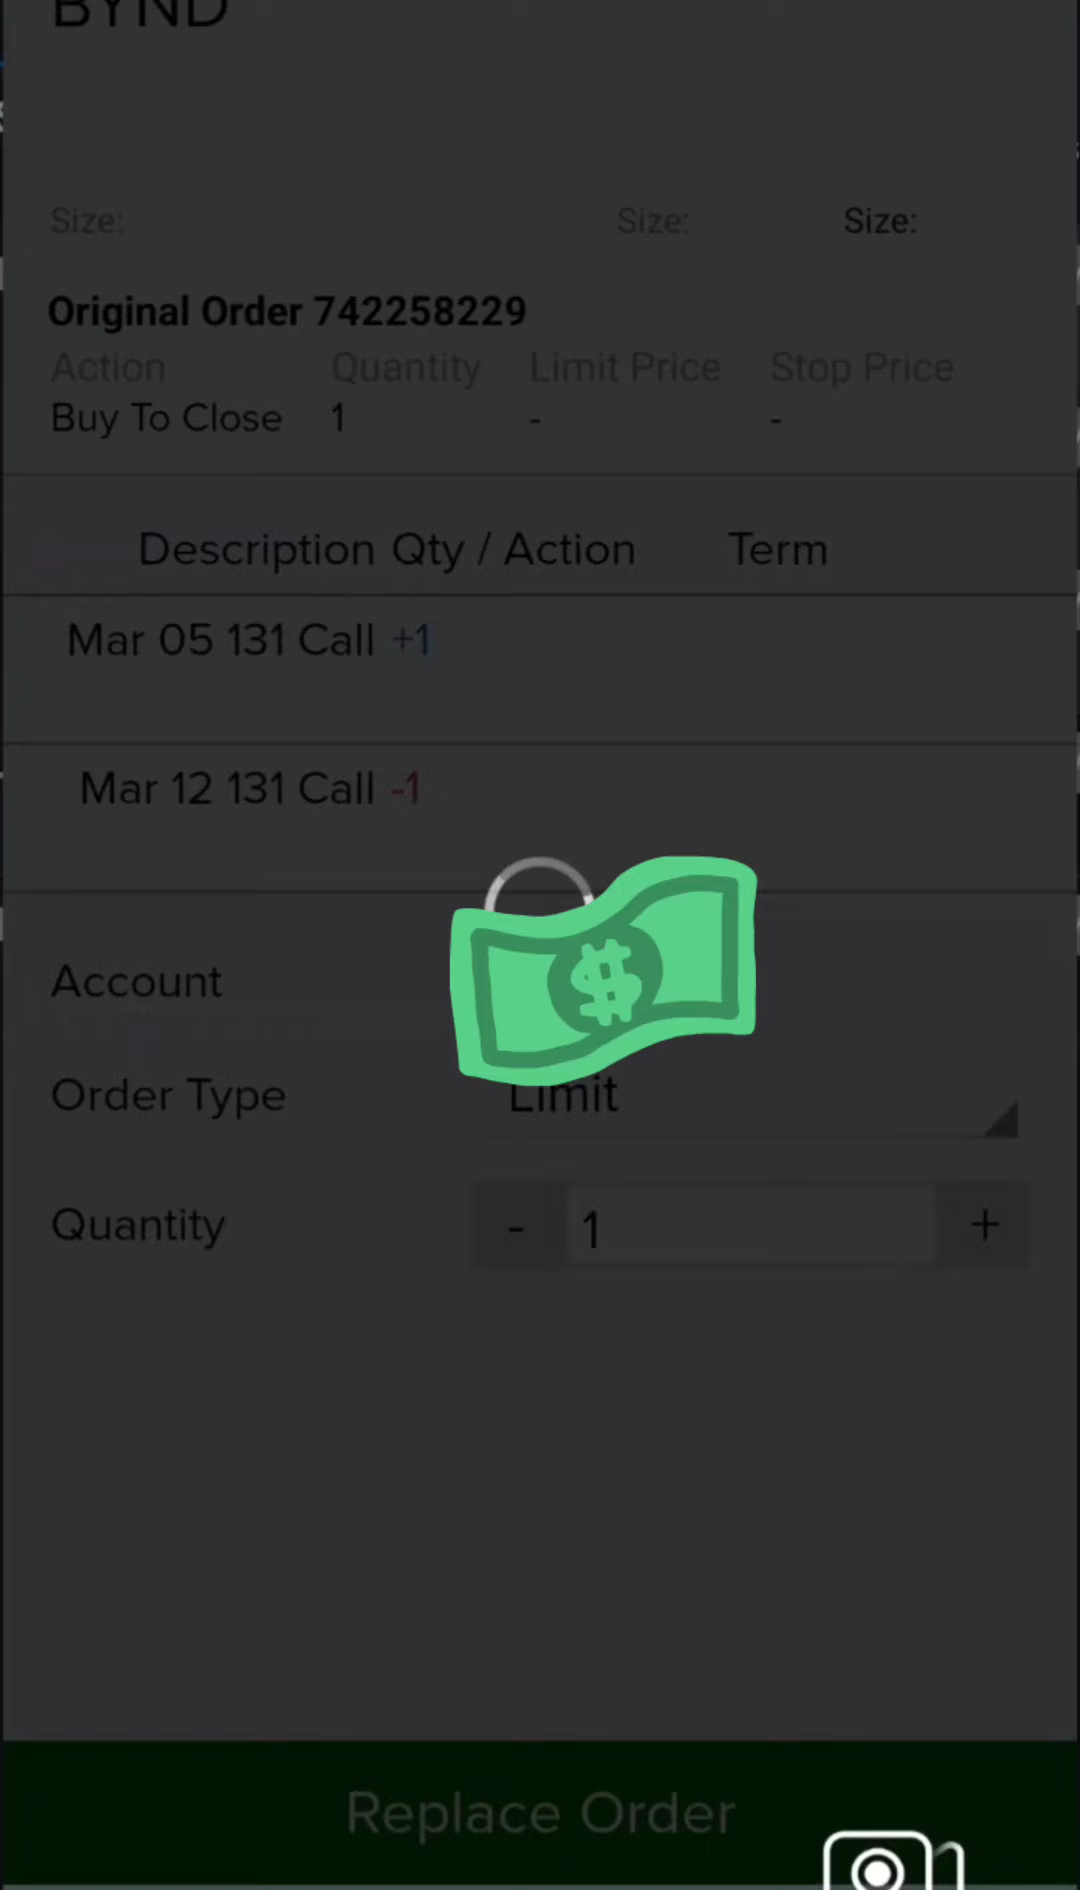 BYND
Size: Size: Size:
Original Order 742258229
Action Quantity Limit Price Stop Price
Buy To Close 1 - -
Description Qty / Action Term
Mar 05 131 Call +1
Mar 12 131 Call -1
$
Account
Order Type Limit
Quantity - 1 +
Replace Order